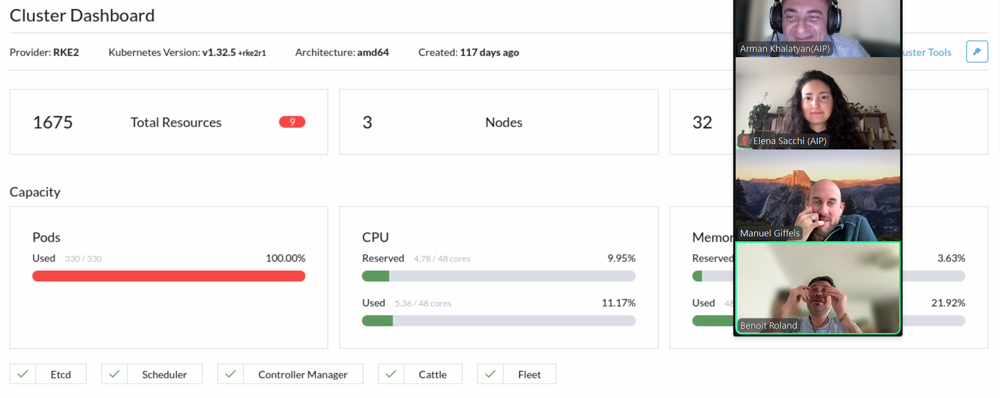 Cluster Dashboard
Provider: RKE2 Kubernetes Version: v1.32.5 +rke2r1 Architecture: amd64 Created: 117 days ago
uster Tools
1675 Total Resources 9
3 Nodes
32
Capacity
Pods
Used 330 / 330 100.00%
CPU
Reserved 4.78 / 48 cores 9.95%
Used 5.36 / 48 cores 11.17%
Memor
Reserved 3.63%
Used 48 21.92%
Etcd
Scheduler
Controller Manager
Cattle
Fleet
Arman Khalatyan(AIP)
Elena Sacchi (AIP)
Manuel Giffels
Benoit Roland